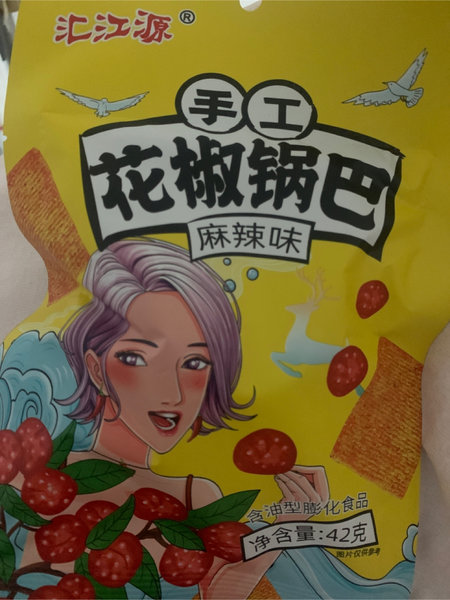 汇江源®
手工
花椒锅巴
麻辣味
含油型膨化食品
净含量:42克
图片仅供参考